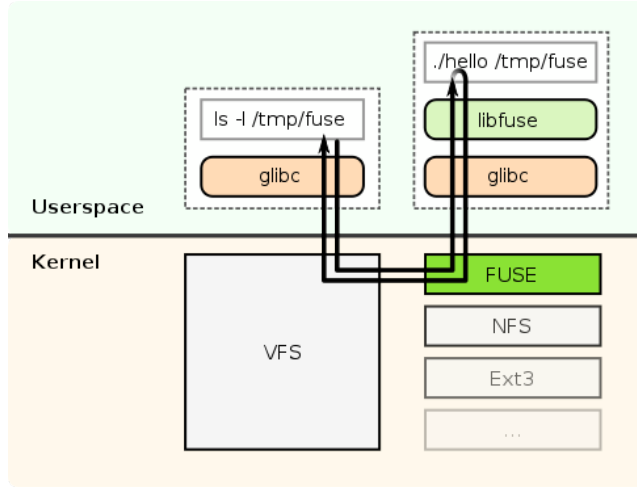 ./hello /tmp/fuse
ls -l /tmp/fuse
libfuse
glibc
glibc
Userspace
Kernel
FUSE
NFS
VFS
Ext3
...